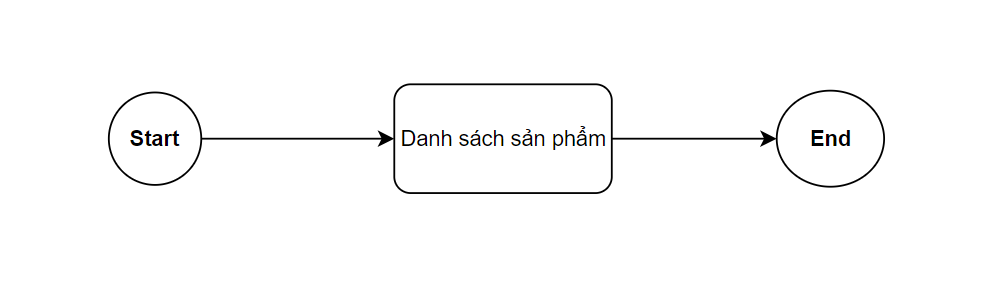 Start
Danh sách sản phẩm
End